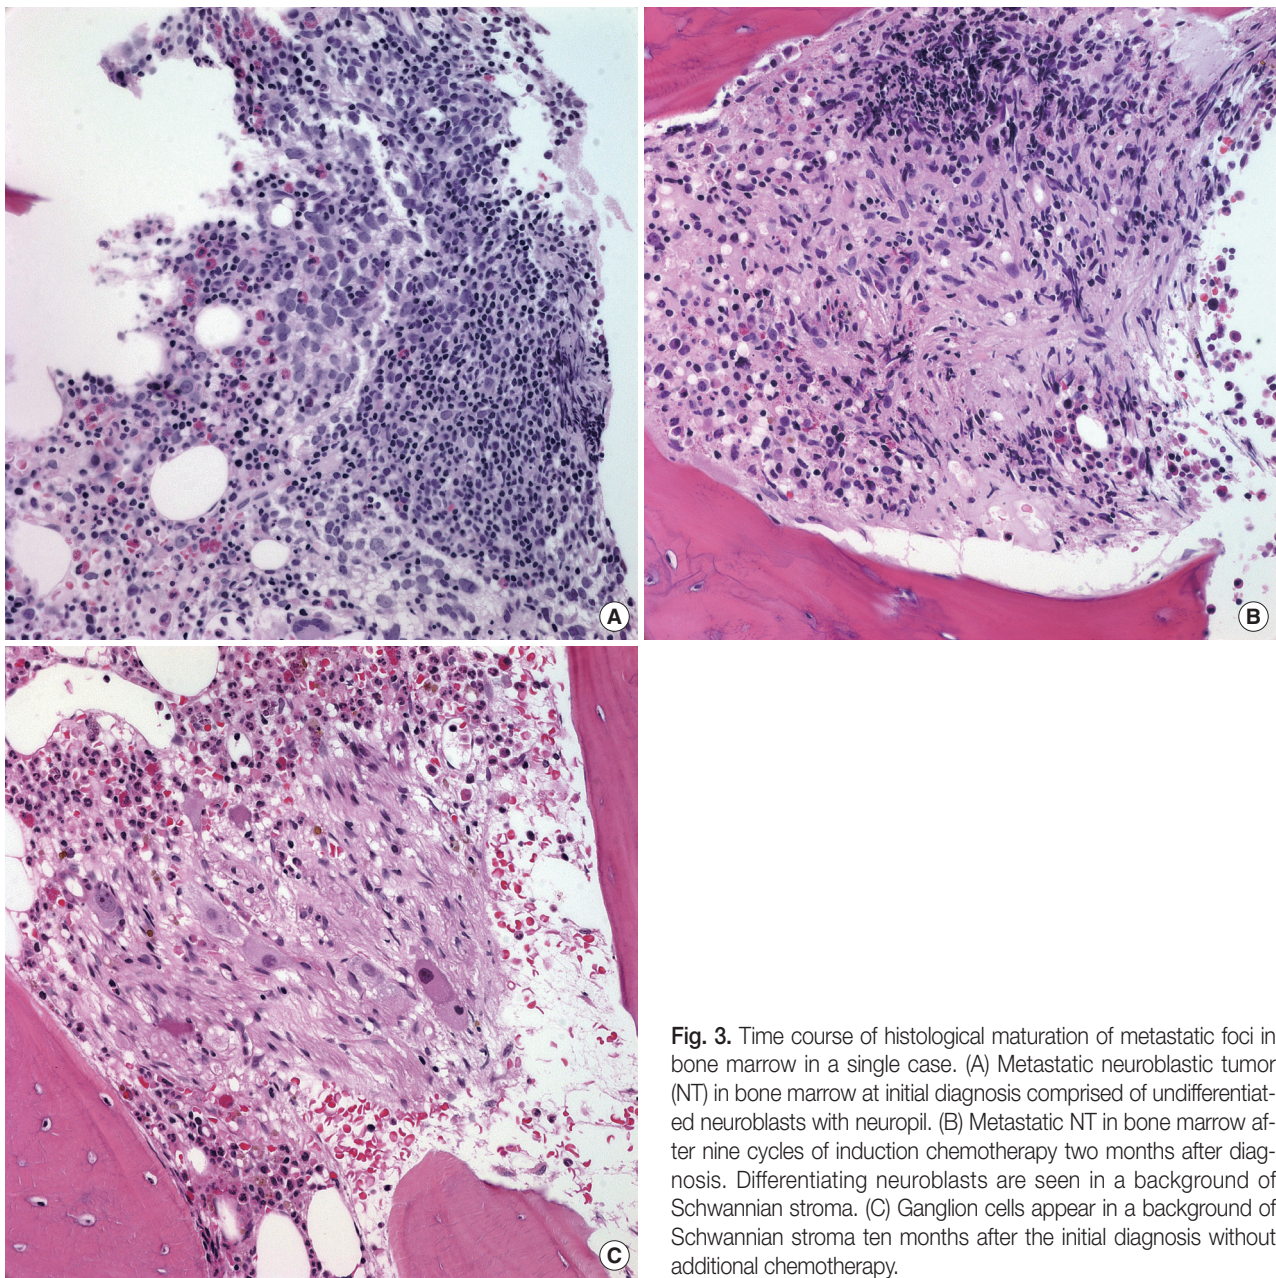 A
B
C
Fig. 3. Time course of histological maturation of metastatic foci in
bone marrow in a single case. (A) Metastatic neuroblastic tumor
(NT) in bone marrow at initial diagnosis comprised of undifferentiat-
ed neuroblasts with neuropil. (B) Metastatic NT in bone marrow af-
ter nine cycles of induction chemotherapy two months after diag-
nosis. Differentiating neuroblasts are seen in a background of
Schwannian stroma. (C) Ganglion cells appear in a background of
Schwannian stroma ten months after the initial diagnosis without
additional chemotherapy.